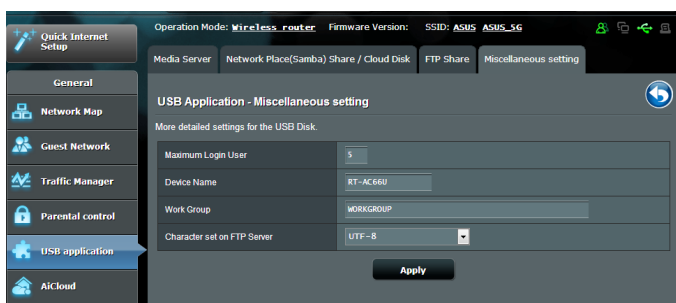 Quick Internet
Setup
Operation Mode: Wireless router Firmware Version: SSID: ASUS ASUS_5G
Media Server Network Place(Samba) Share / Cloud Disk FTP Share Miscellaneous setting
General
Network Map
Guest Network
Traffic Manager
Parental control
USB application
AiCloud
USB Application - Miscellaneous setting
More detailed settings for the USB Disk.
Maximum Login User 5
Device Name RT-AC66U
Work Group WORKGROUP
Character set on FTP Server UTF-8
Apply